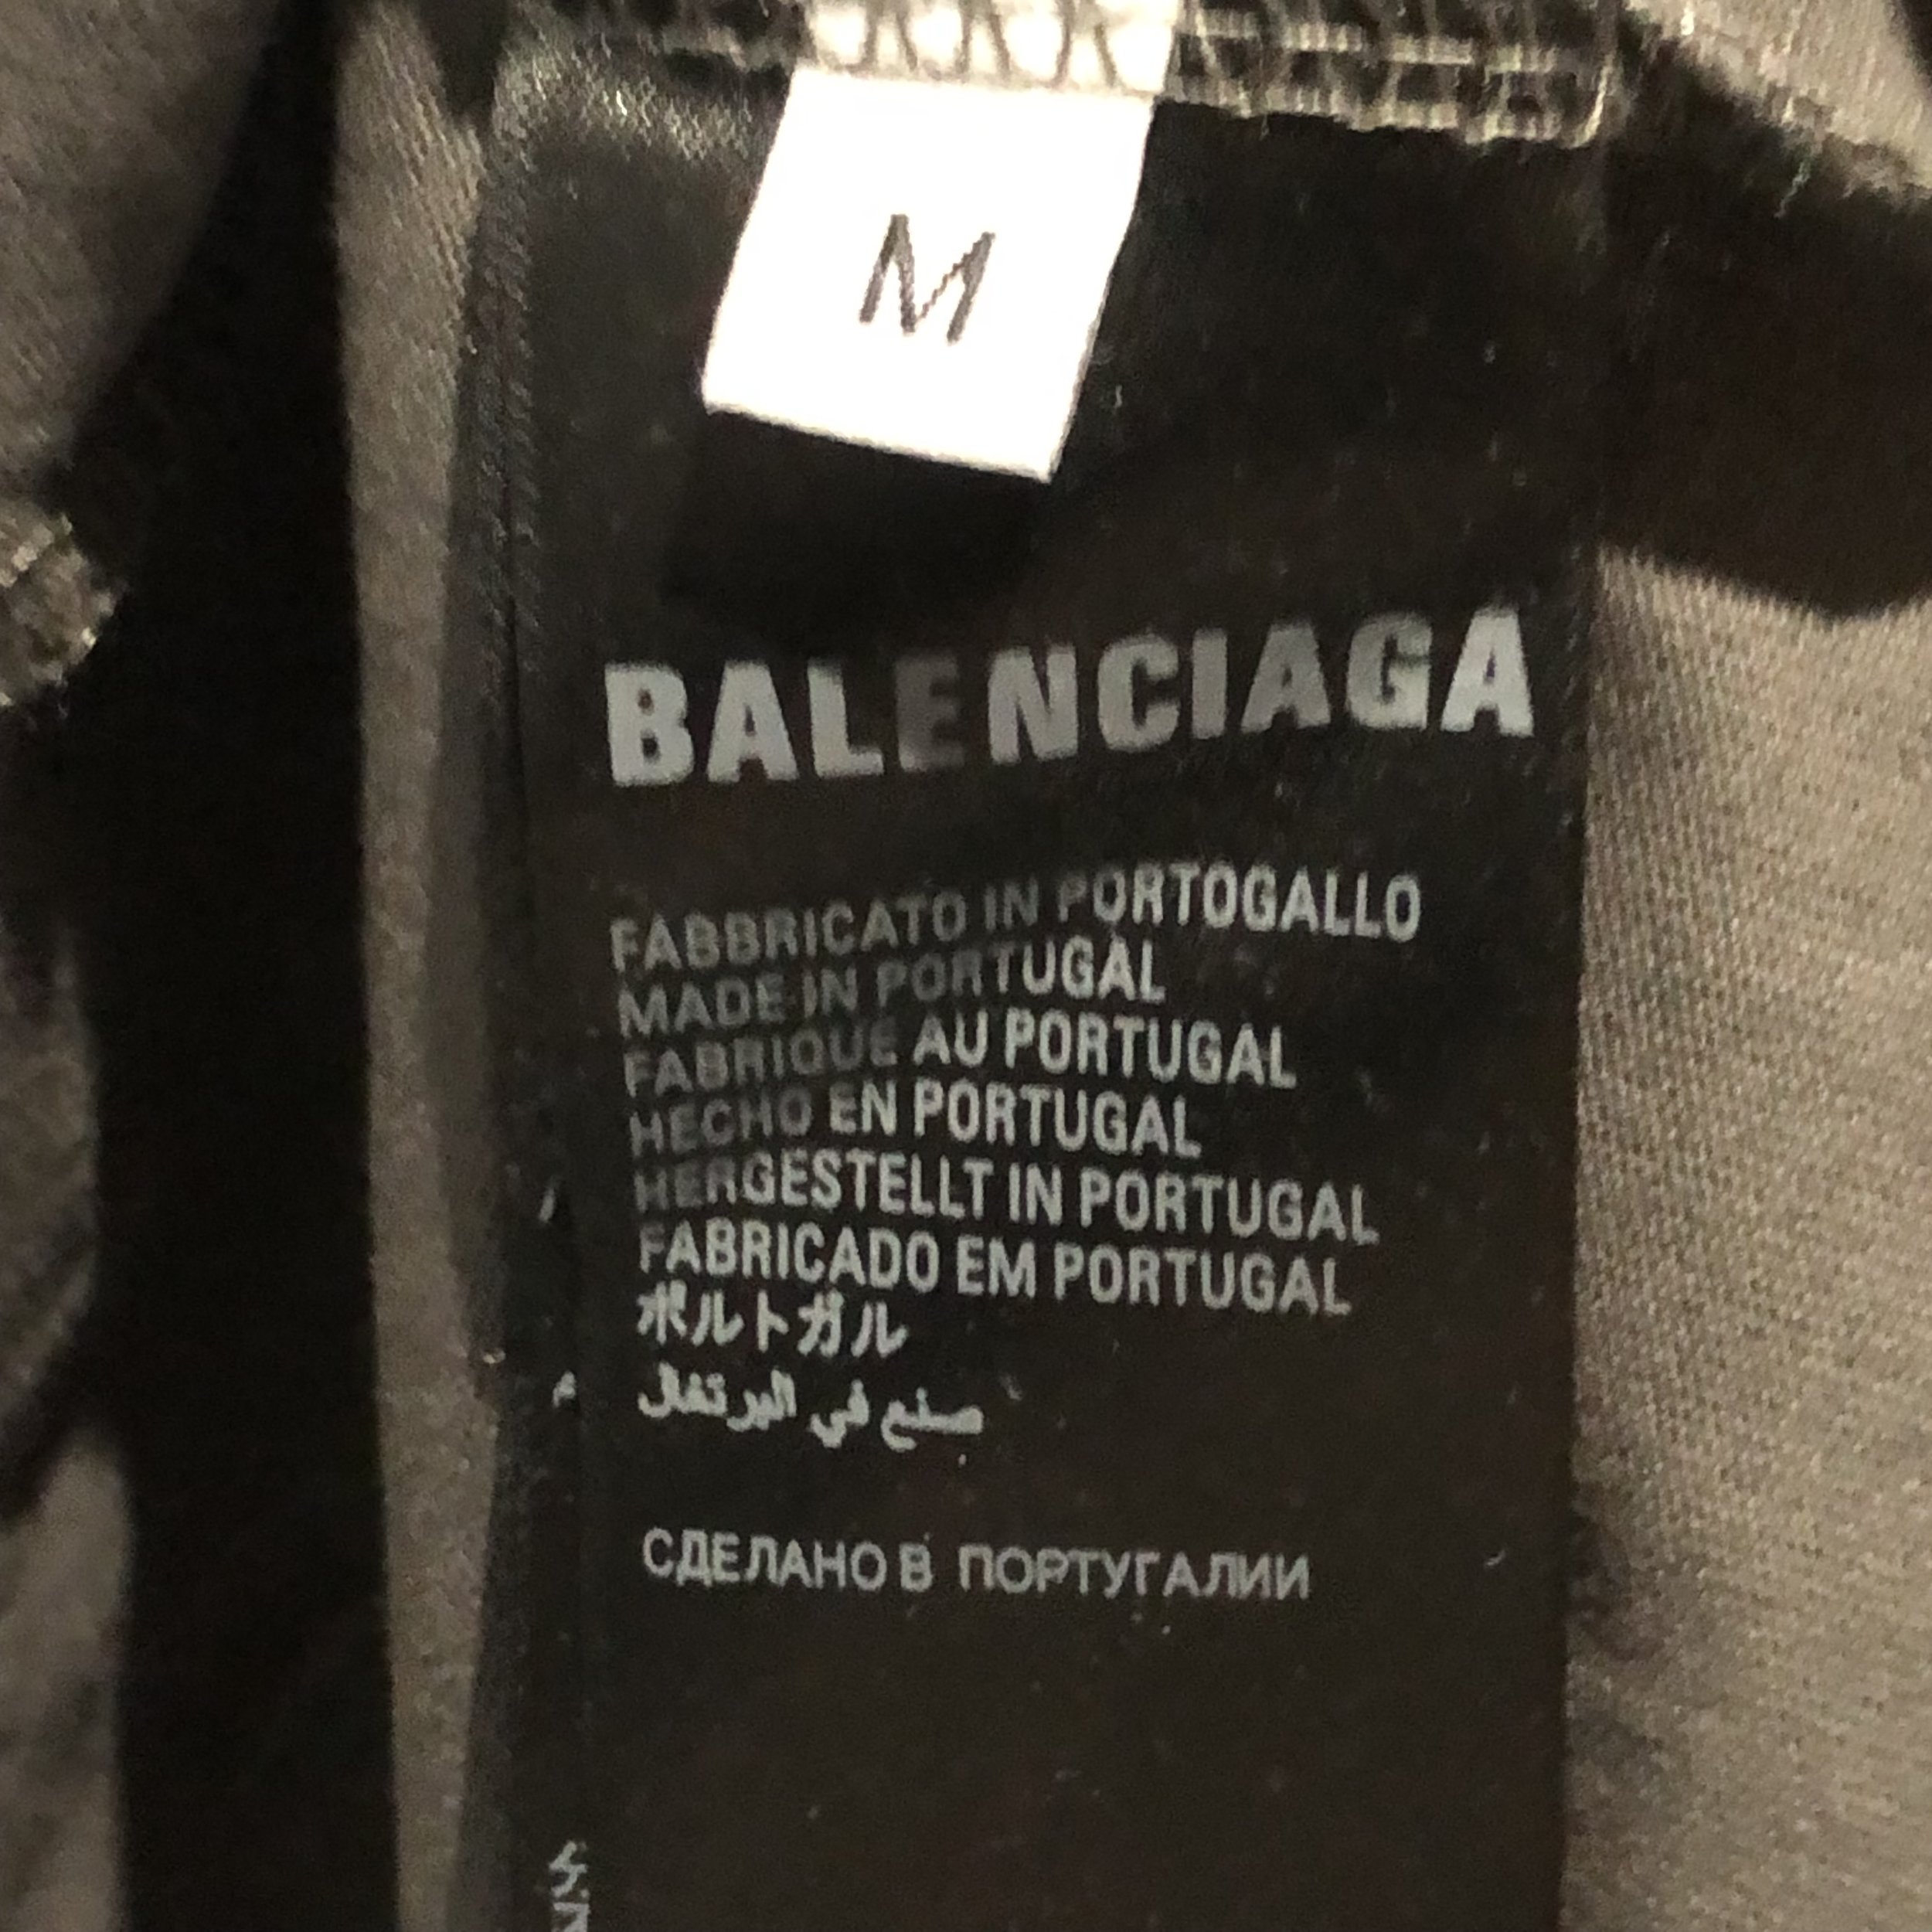 M
BALENCIAGA
FABBRICATO IN PORTOGALLO
MADE IN PORTUGAL
FABRIQUE AU PORTUGAL
HECHO EN PORTUGAL
HERGESTELLT IN PORTUGAL
FABRICADO EM PORTUGAL
ポルトガル
صنع في البرتغال
СДЕЛАНО В ПОРТУГАЛИИ